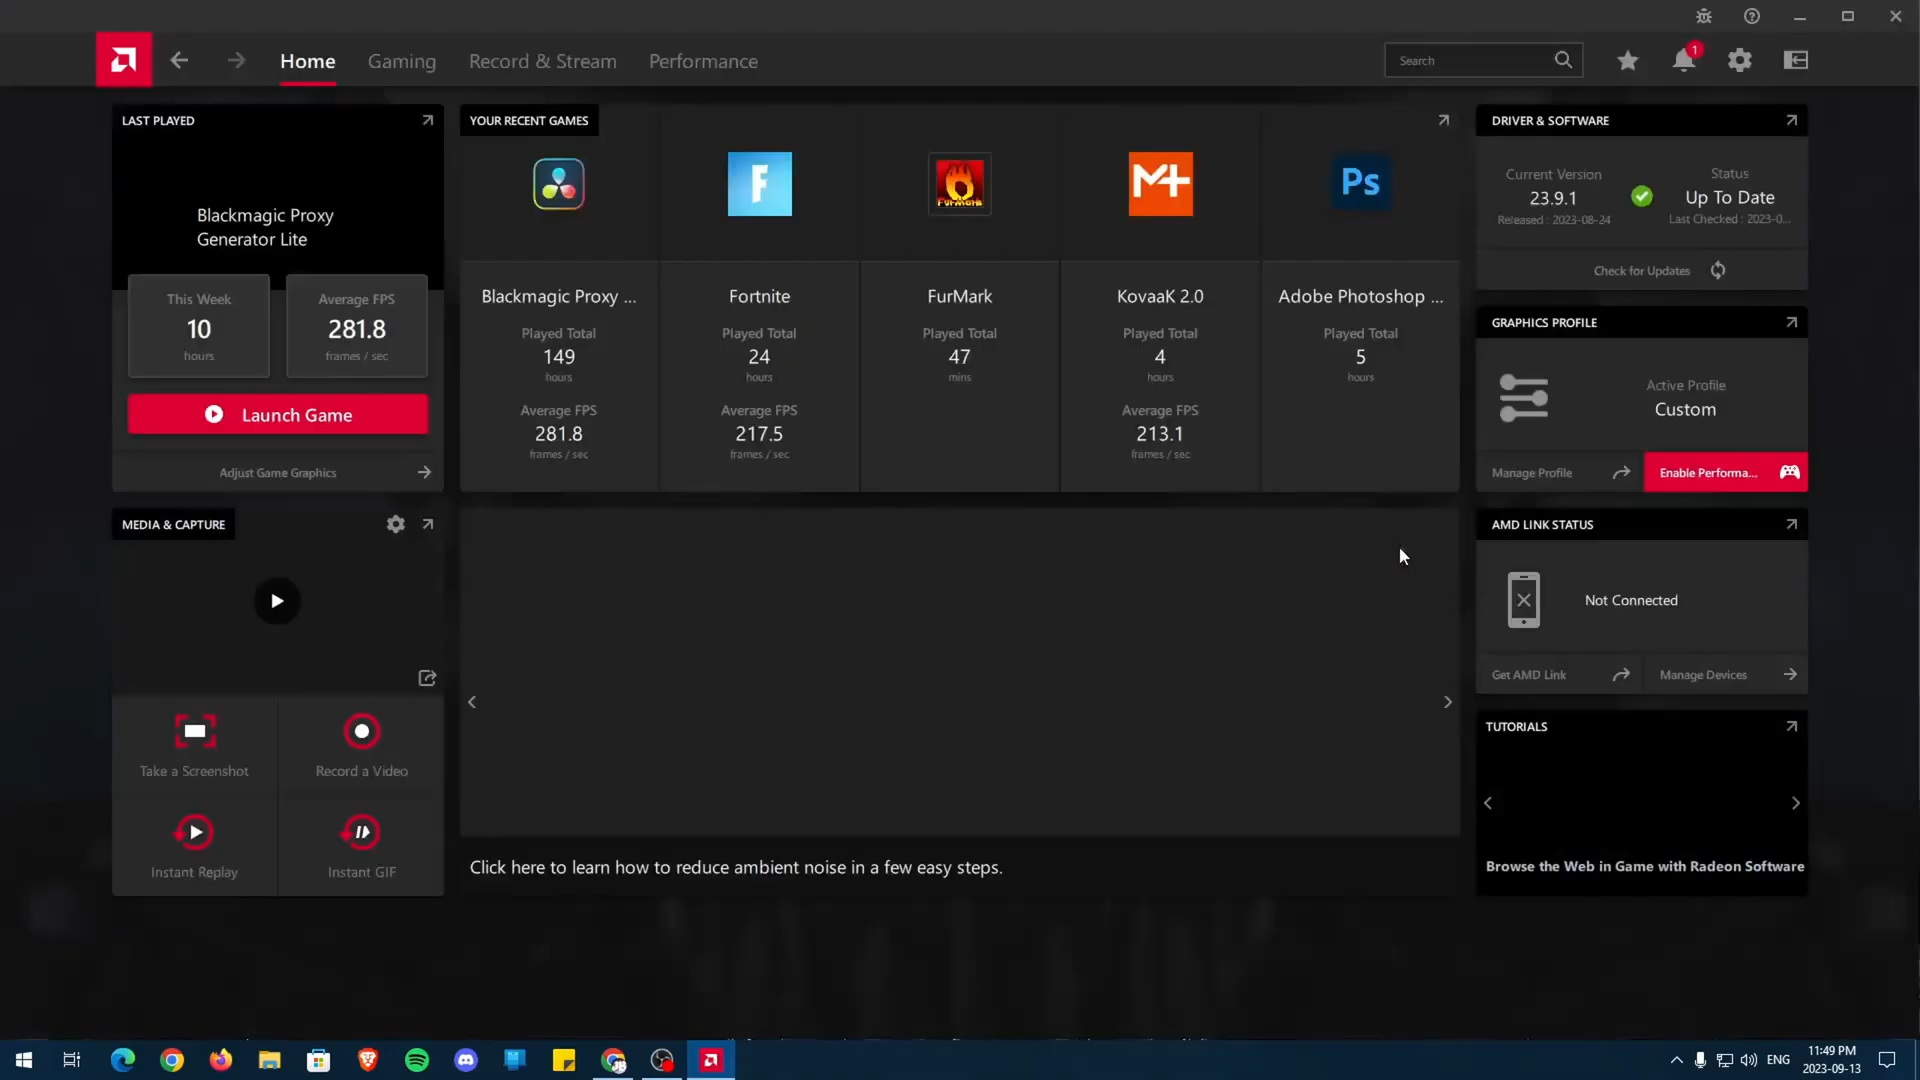 Home
Gaming
Record & Stream
Performance
Search
1
LAST PLAYED
Blackmagic Proxy
Generator Lite
This Week
10
hours
Average FPS
281.8
frames / sec
Launch Game
Adjust Game Graphics
YOUR RECENT GAMES
F
FurMark
M+
Ps
Blackmagic Proxy ...
Played Total
149
hours
Average FPS
281.8
frames / sec
Fortnite
Played Total
24
hours
Average FPS
217.5
frames / sec
FurMark
Played Total
47
mins
KovaaK 2.0
Played Total
4
hours
Average FPS
213.1
frames / sec
Adobe Photoshop ...
Played Total
5
hours
DRIVER & SOFTWARE
Current Version
23.9.1
Released : 2023-08-24
Status
Up To Date
Last Checked : 2023-0...
Check for Updates
GRAPHICS PROFILE
Active Profile
Custom
Manage Profile
Enable Performa...
MEDIA & CAPTURE
Take a Screenshot
Record a Video
Instant Replay
Instant GIF
Click here to learn how to reduce ambient noise in a few easy steps.
AMD LINK STATUS
Not Connected
Get AMD Link
Manage Devices
TUTORIALS
Browse the Web in Game with Radeon Software
ENG
11:49 PM
2023-09-13